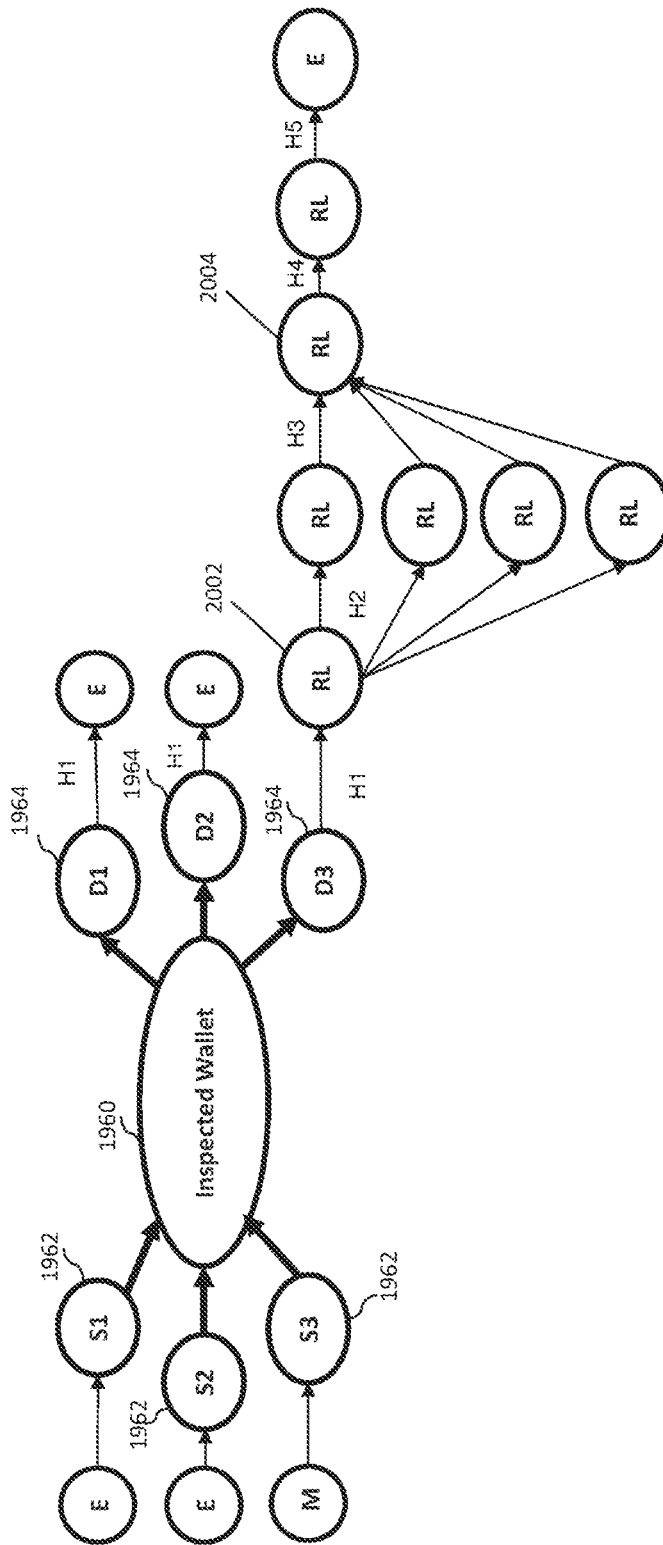 E
E
M
1962
S1
1962
S2
S3
1962
1960
Inspected Wallet
1964
D1
1964
D2
1964
D3
H1
H1
H1
E
E
2002
RL
H2
RL
RL
RL
RL
H3
2004
RL
H4
RL
H5
E